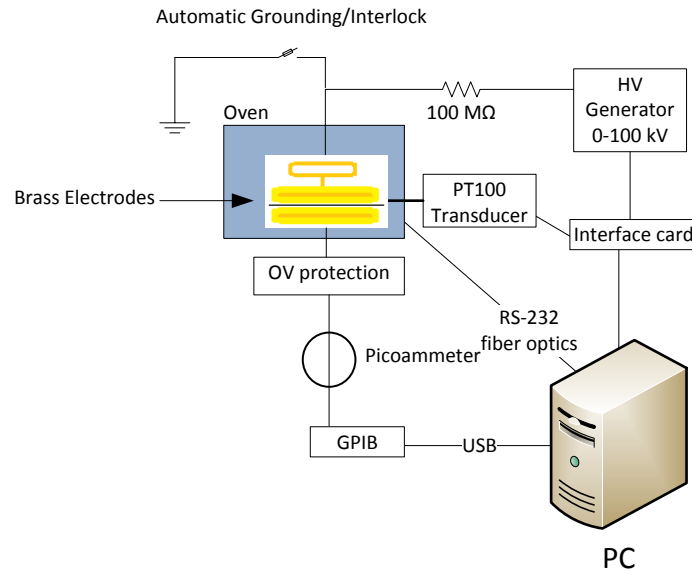 Automatic Grounding/Interlock
HV
Generator
0-100 kV
100 MΩ
Oven
Brass Electrodes
PT100
Transducer
Interface card
OV protection
RS-232
fiber optics
Picoammeter
GPIB
USB
PC